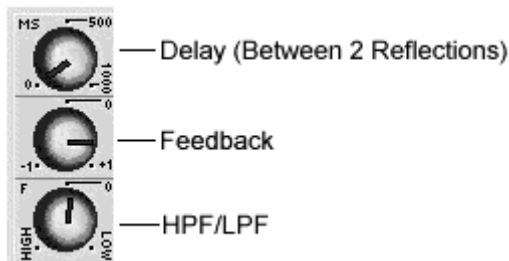 MS 500
Delay (Between 2 Reflections)
0 1000
0
Feedback
-1 +1
F 0
HPF/LPF
HIGH LOW